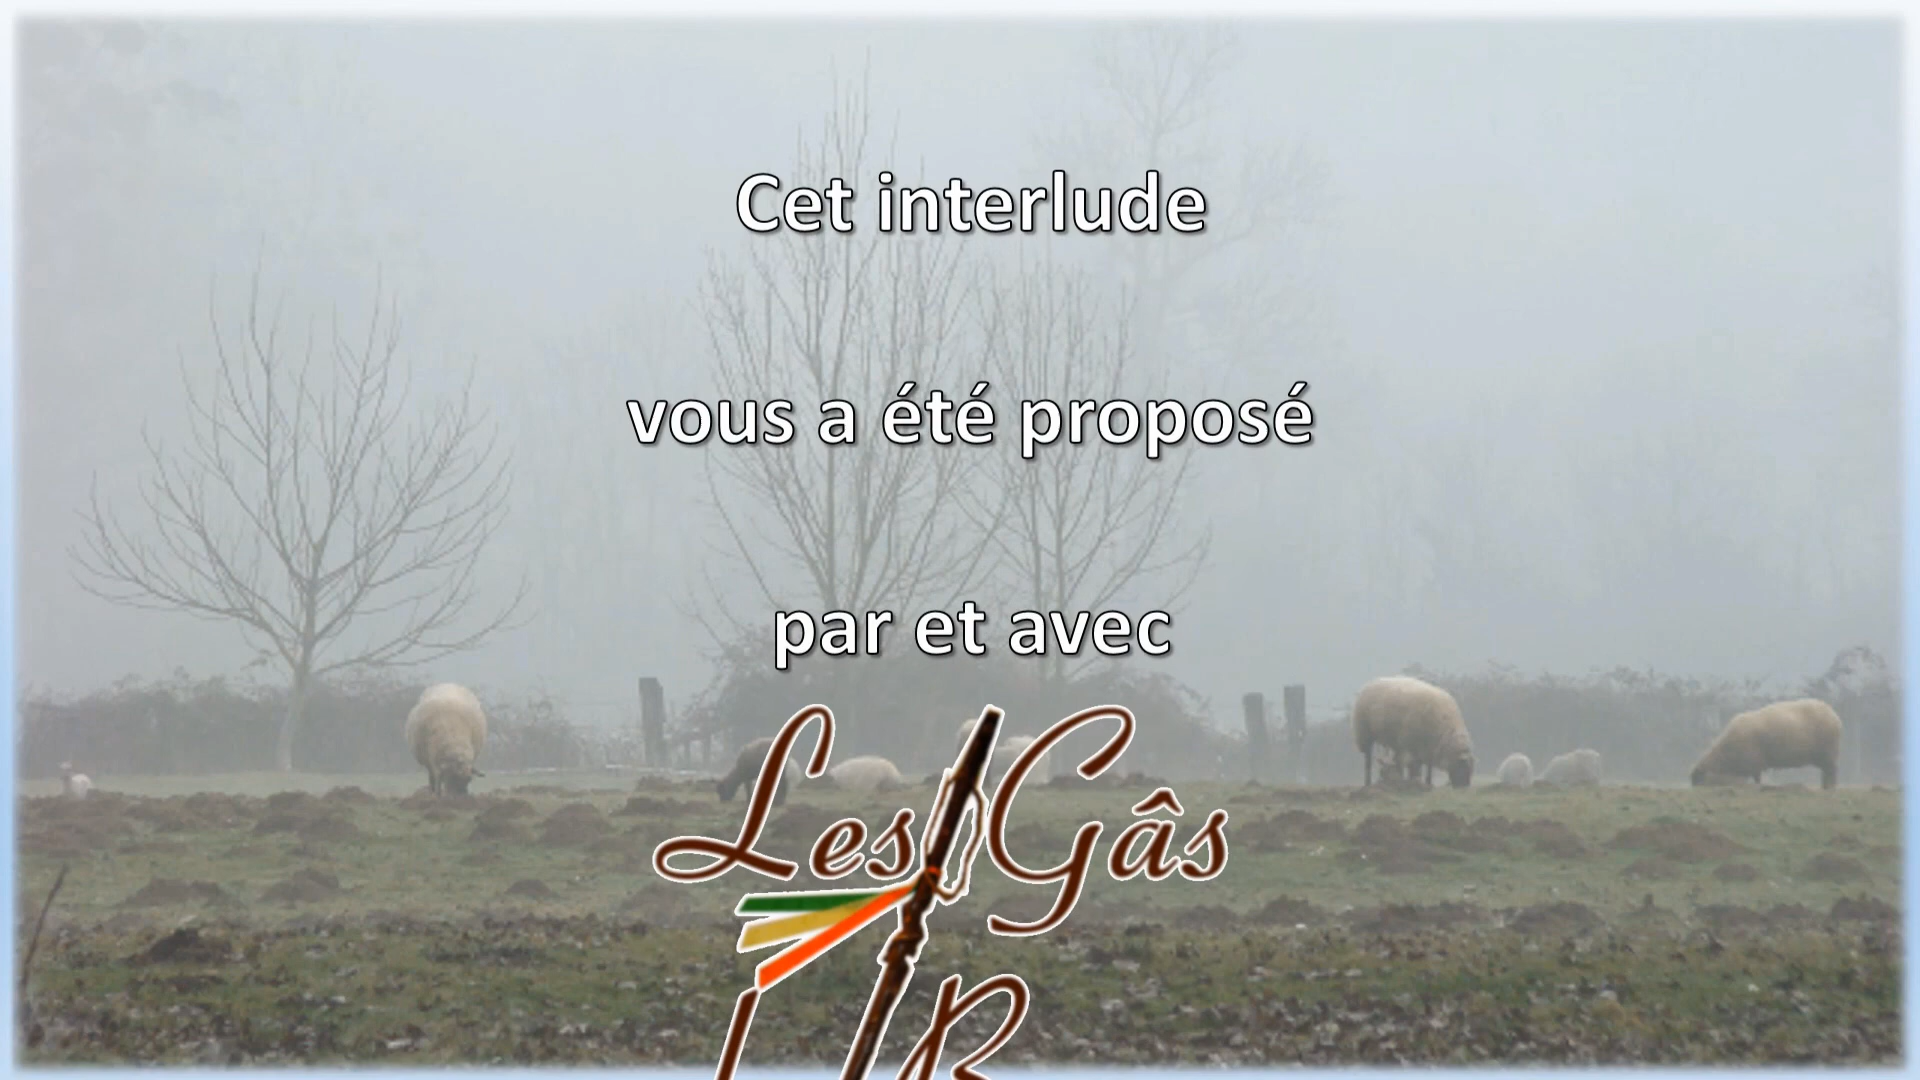 Cet interlude
vous a été proposé
par et avec
Les Gâs